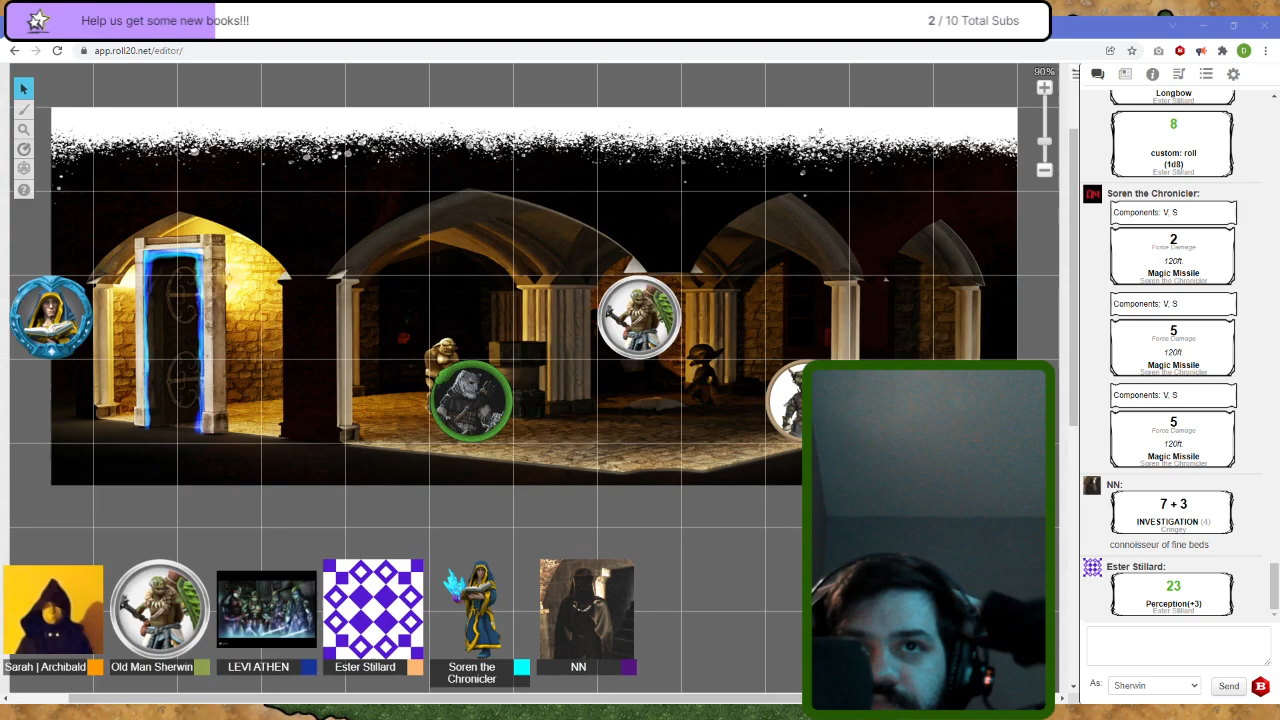 Help us get some new books!!!
2 / 10 Total Subs
app.roll20.net/editor/
D
90%
Longbow
Ester Stillard
8
custom: roll
(1d8)
Ester Stillard
Soren the Chronicler:
Components: V, S
2
Force Damage
120ft.
Magic Missile
Soren the Chronicler
Components: V, S
5
Force Damage
120ft.
Magic Missile
Soren the Chronicler
Components: V, S
5
Force Damage
120ft.
Magic Missile
Soren the Chronicler
NN:
7 + 3
INVESTIGATION (4)
Cringey
connoisseur of fine beds
Ester Stillard:
23
Perception(+3)
Ester Stillard
As:
Sherwin
Send
Sarah | Archibald
Old Man Sherwin
LEVI ATHEN
Ester Stillard
Soren the
Chronicler
NN